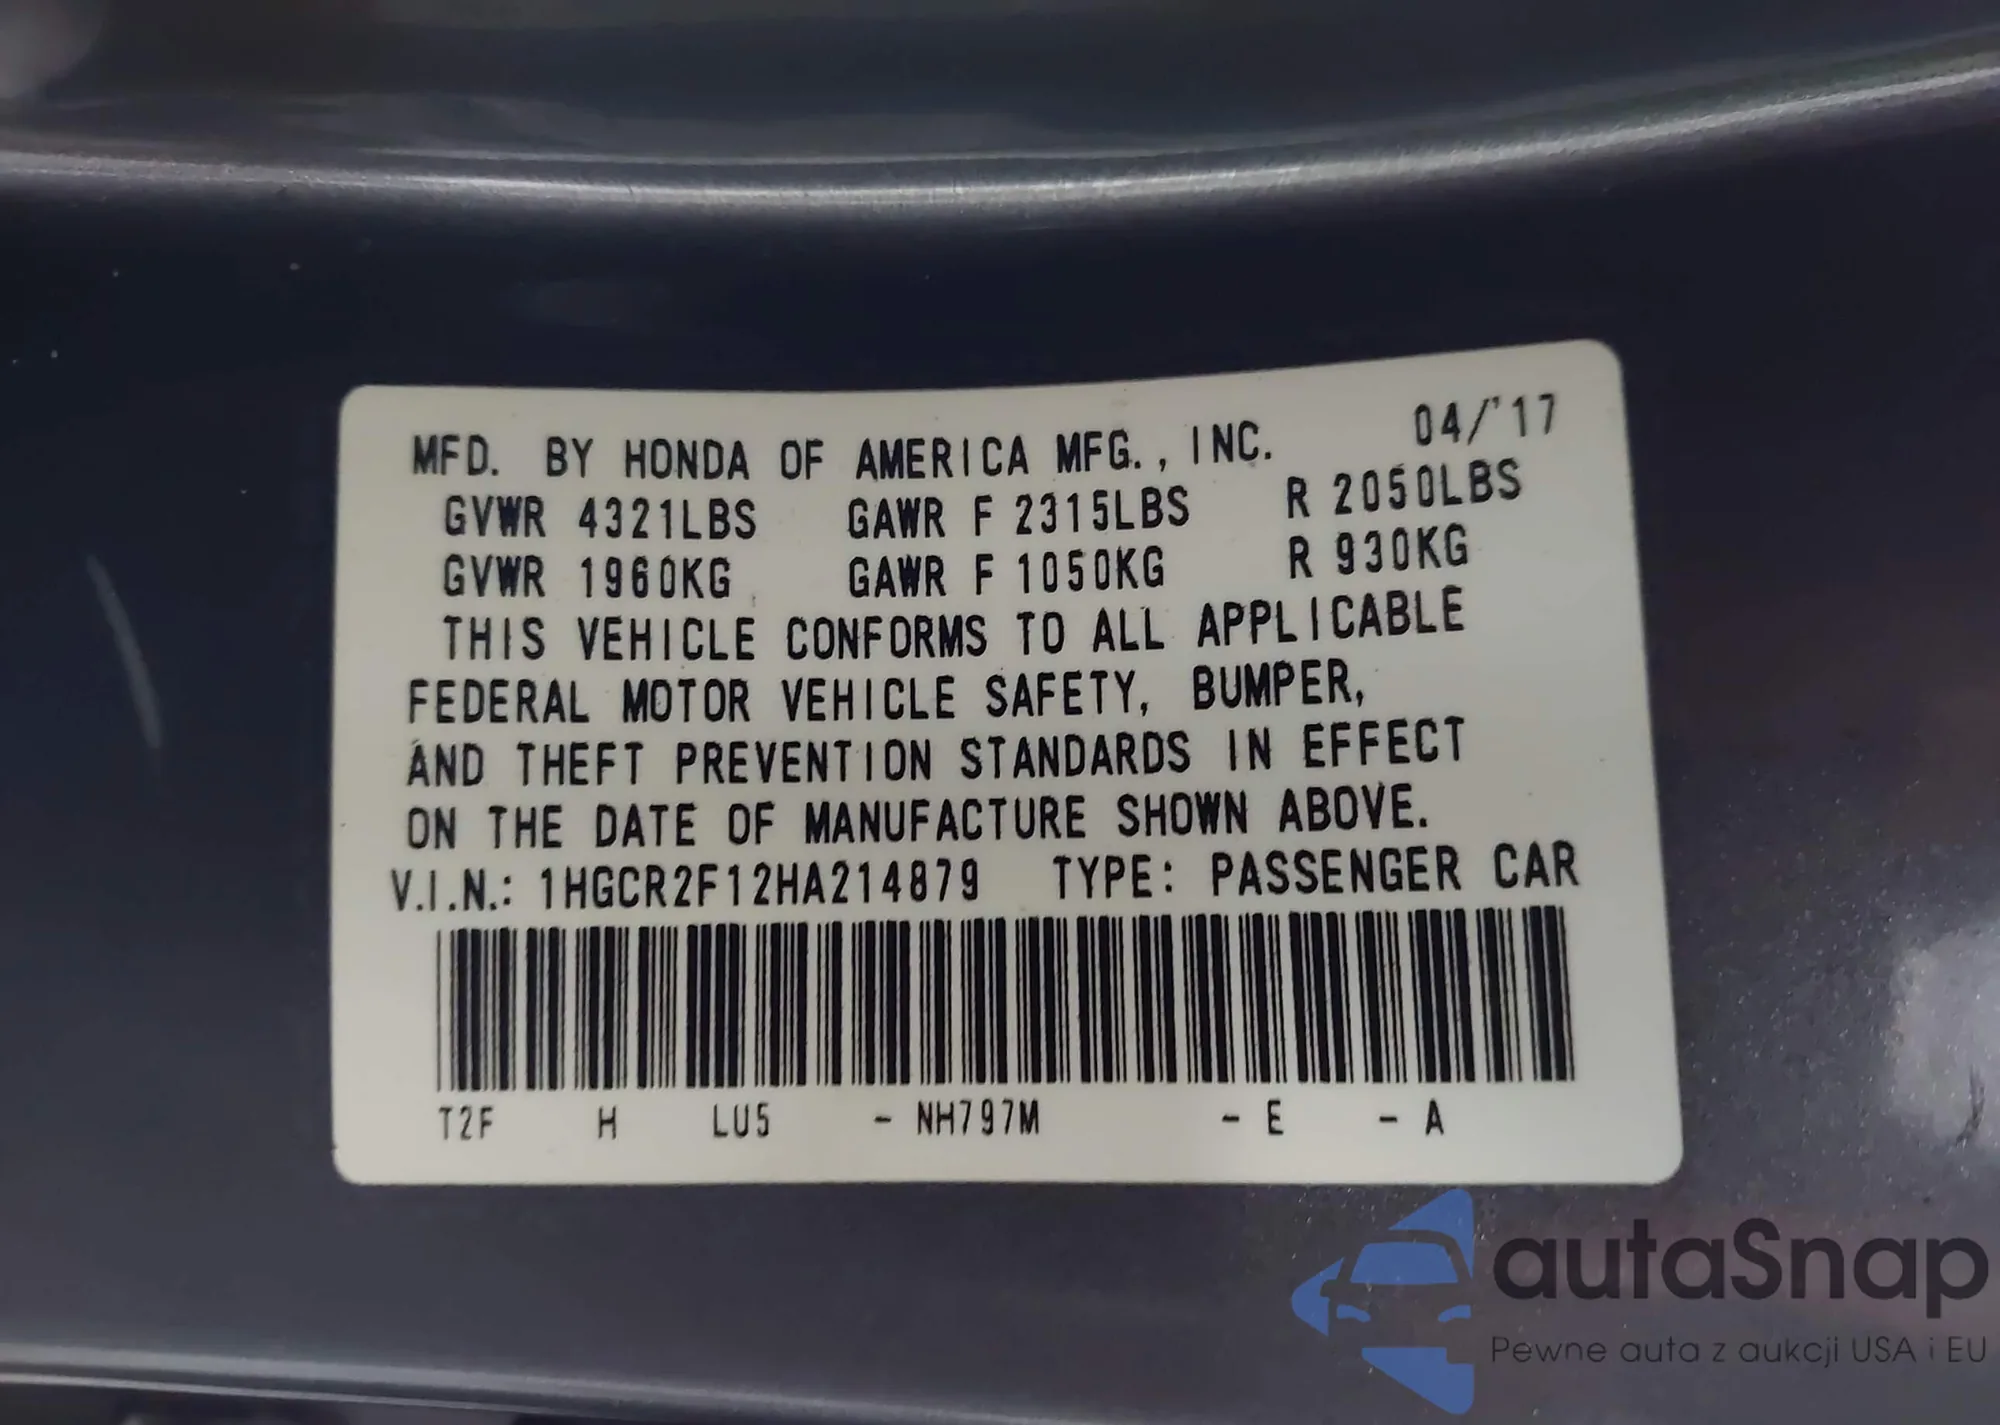 MFD. BY HONDA OF AMERICA MFG., INC. 04/'17
GVWR 4321LBS GAWR F 2315LBS R 2050LBS
GVWR 1960KG GAWR F 1050KG R 930KG
THIS VEHICLE CONFORMS TO ALL APPLICABLE
FEDERAL MOTOR VEHICLE SAFETY, BUMPER,
AND THEFT PREVENTION STANDARDS IN EFFECT
ON THE DATE OF MANUFACTURE SHOWN ABOVE.
V.I.N.: 1HGCR2F12HA214879 TYPE: PASSENGER CAR
T2F H LU5 - NH797M - E - A
autaSnap
Pewne auta z aukcji USA i EU